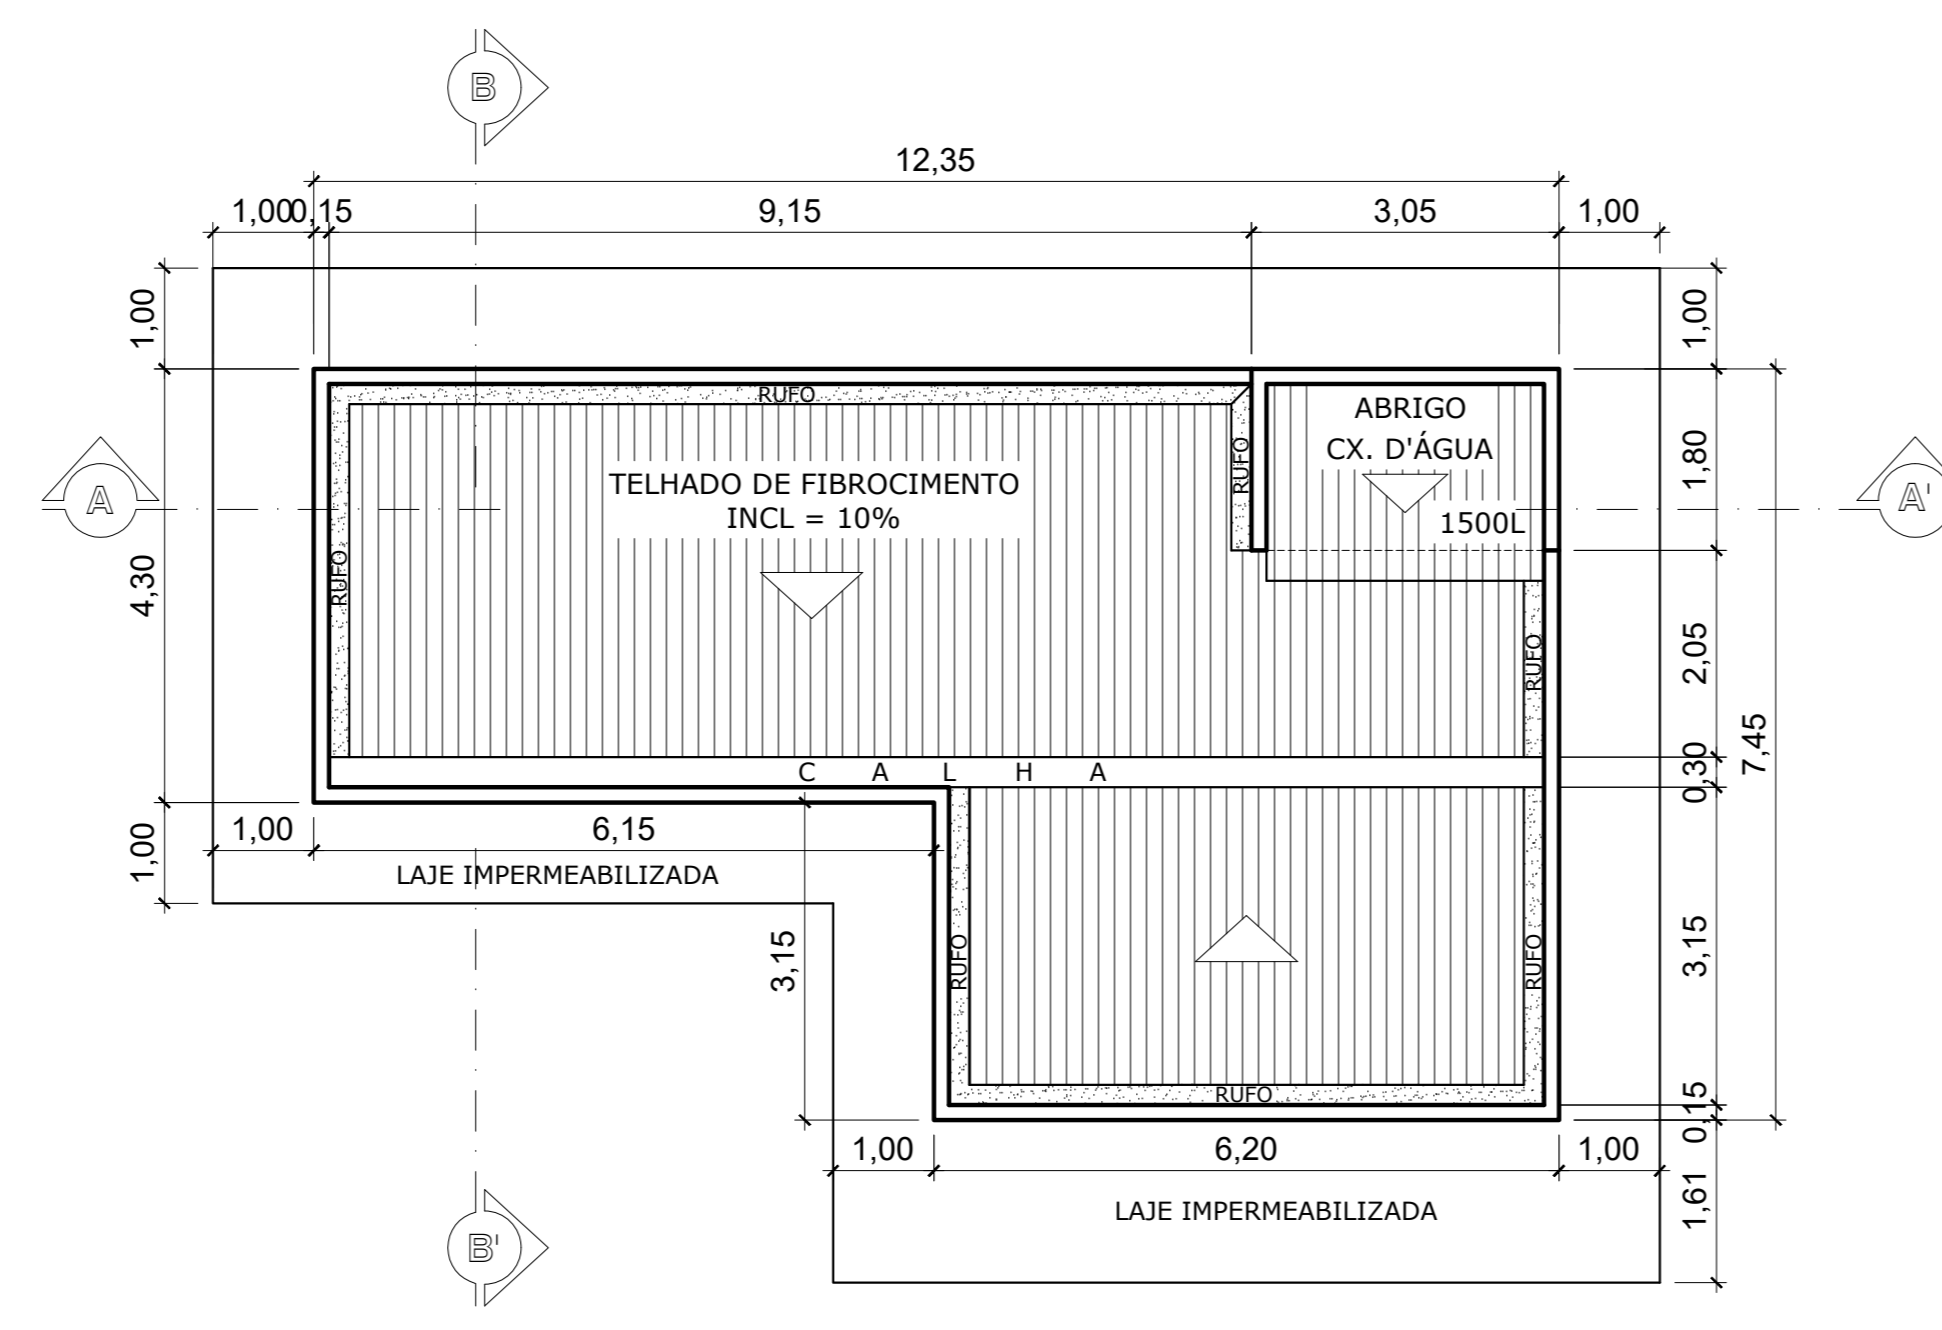 B
12,35
1,00
0,15
9,15
3,05
1,00
1,00
1,00
RUFO
ABRIGO
CX. D'ÁGUA
RUFO
1,80
TELHADO DE FIBROCIMENTO
INCL = 10%
A
A'
1500L
4,30
RUFO
RUFO
2,05
7,45
C A L H A
0,30
1,00
6,15
1,00
LAJE IMPERMEABILIZADA
3,15
RUFO
RUFO
3,15
RUFO
0,15
1,00
6,20
1,00
1,61
LAJE IMPERMEABILIZADA
B'